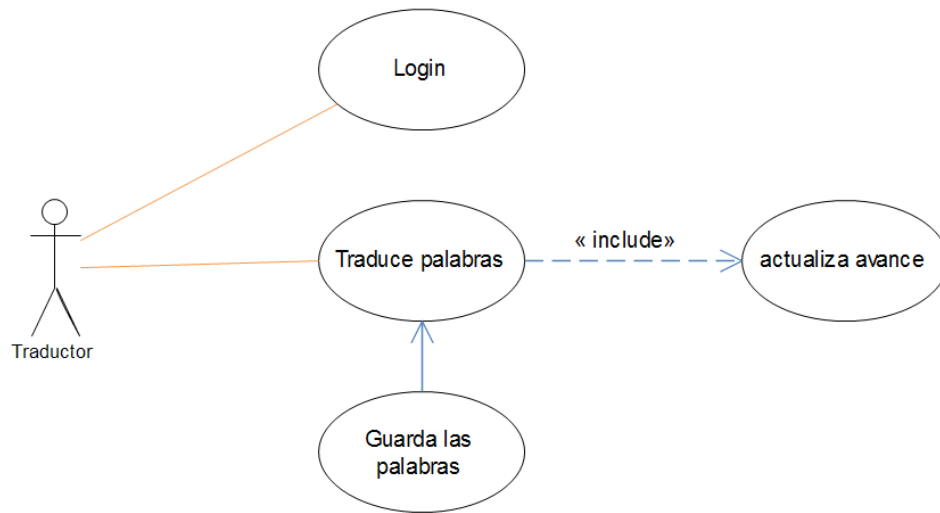 Login
Traduce palabras
« include»
actualiza avance
Traductor
Guarda las
palabras